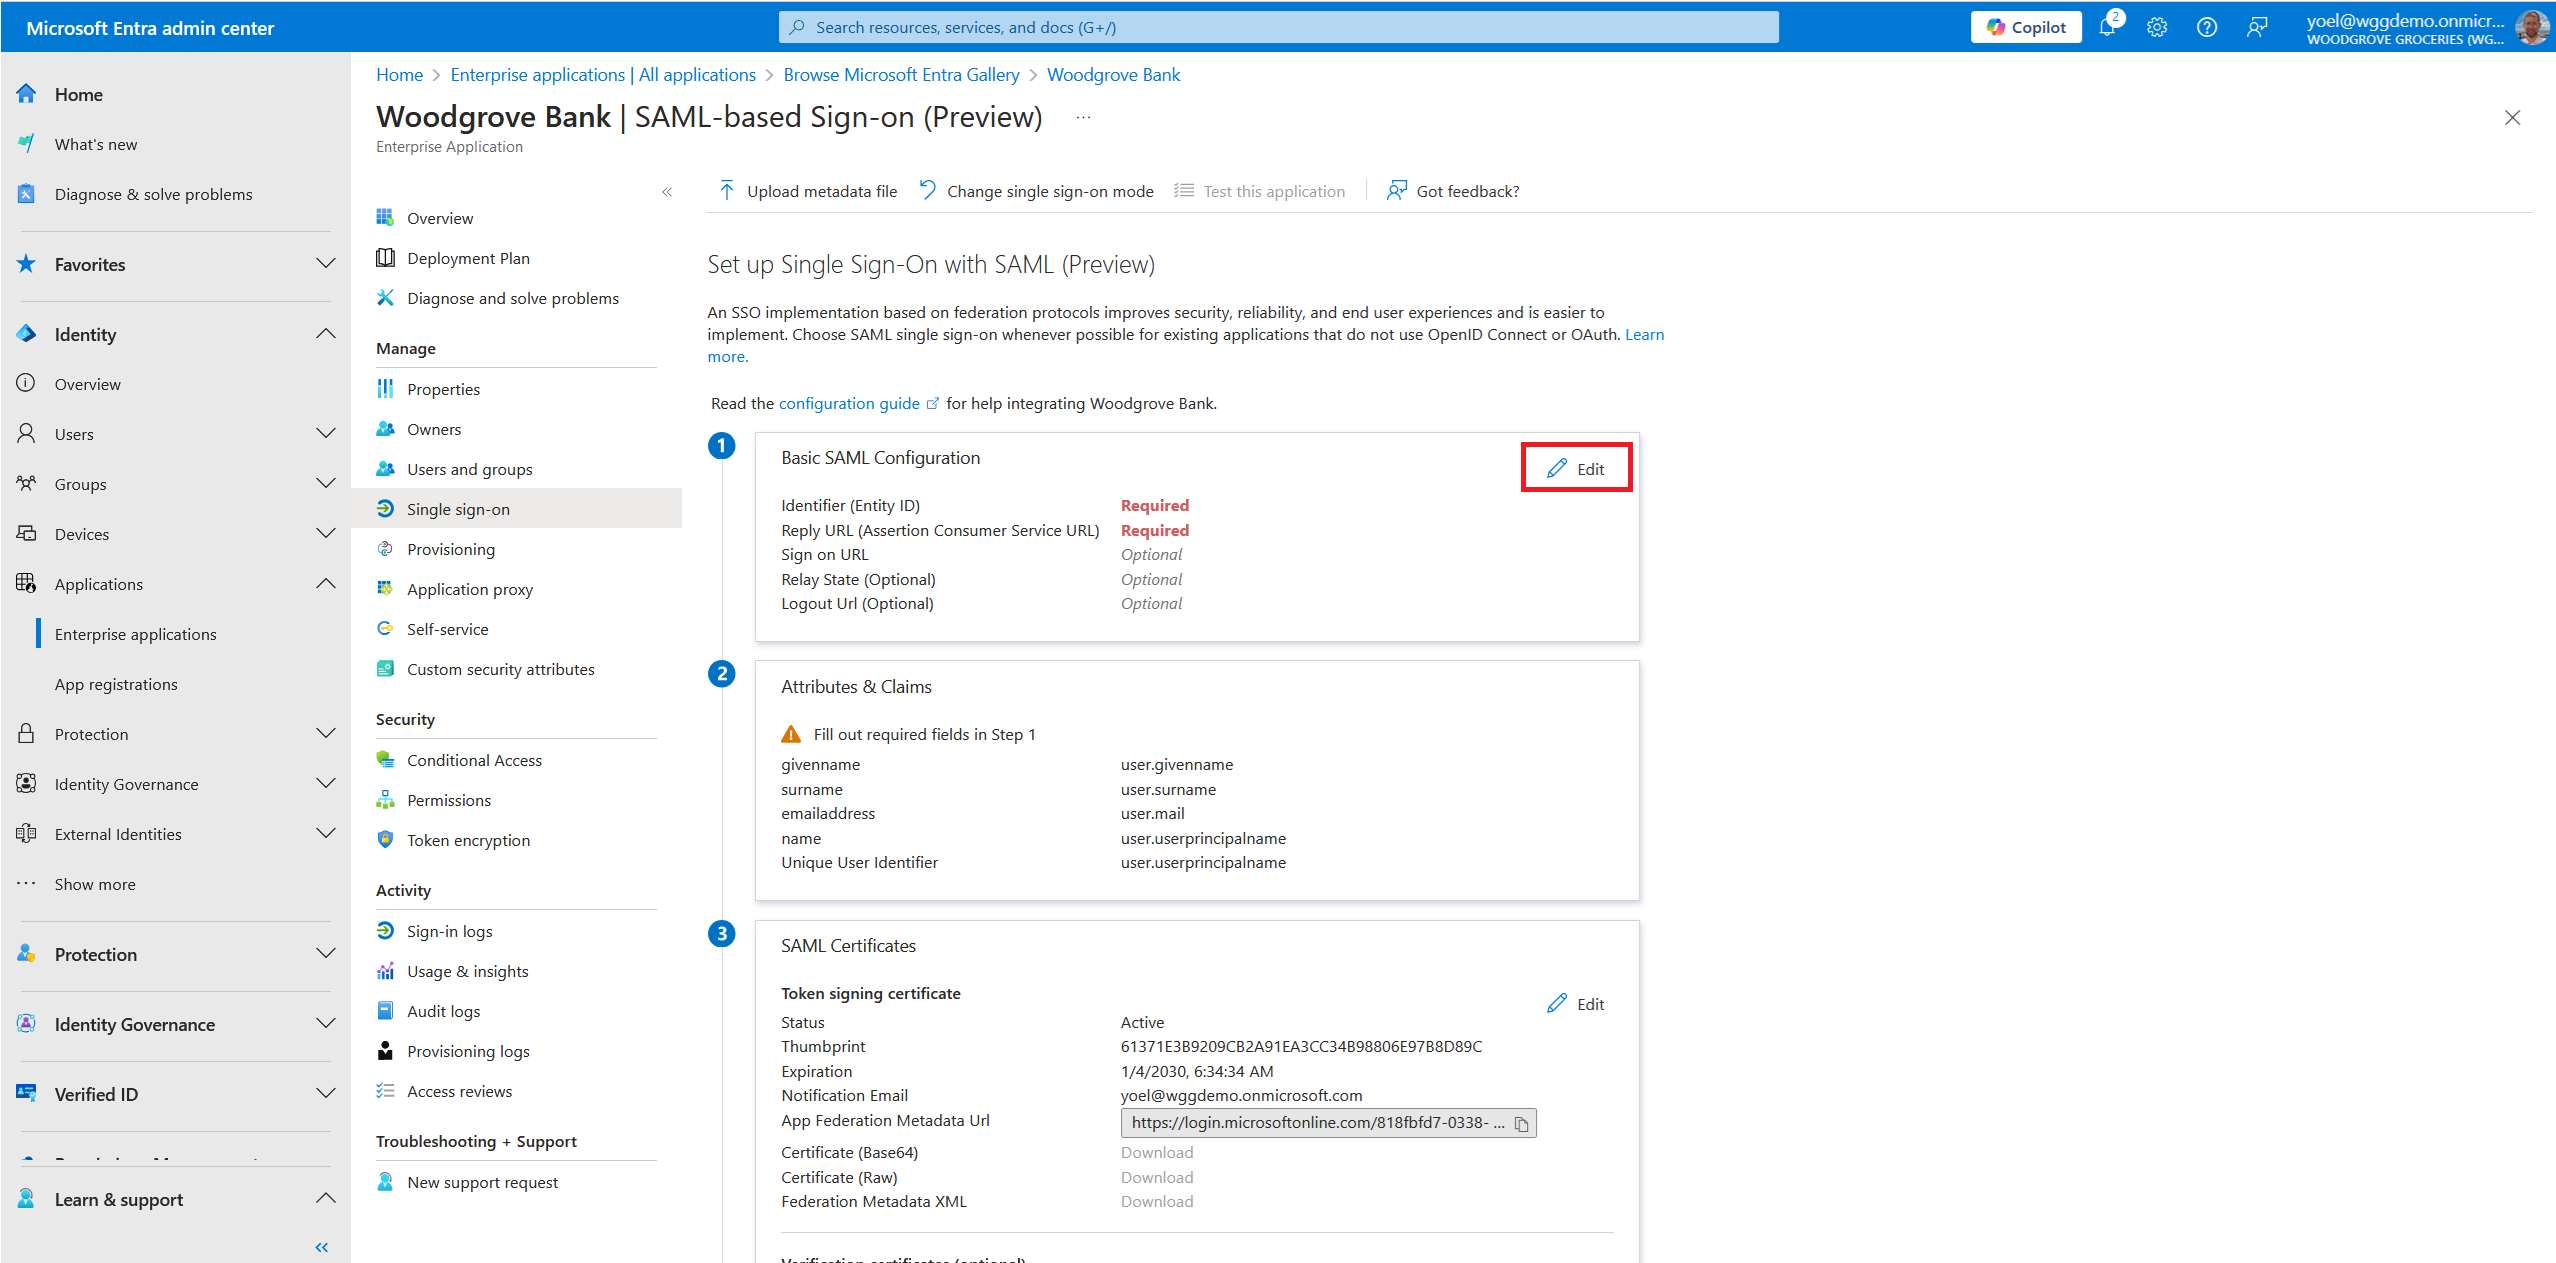 Microsoft Entra admin center
Search resources, services, and docs (G+/)
Copilot
2
yoel@wggdemo.onmicr...
WOODGROVE GROCERIES (WG...
Home
What's new
Diagnose & solve problems
Favorites
Identity
Overview
Users
Groups
Devices
Applications
Enterprise applications
App registrations
Protection
Identity Governance
External Identities
Show more
Protection
Identity Governance
Verified ID
Learn & support
Home > Enterprise applications | All applications > Browse Microsoft Entra Gallery > Woodgrove Bank
Woodgrove Bank | SAML-based Sign-on (Preview) ...
Enterprise Application
Overview
Deployment Plan
Diagnose and solve problems
Manage
Properties
Owners
Users and groups
Single sign-on
Provisioning
Application proxy
Self-service
Custom security attributes
Security
Conditional Access
Permissions
Token encryption
Activity
Sign-in logs
Usage & insights
Audit logs
Provisioning logs
Access reviews
Troubleshooting + Support
New support request
Upload metadata file Change single sign-on mode Test this application Got feedback?
Set up Single Sign-On with SAML (Preview)
An SSO implementation based on federation protocols improves security, reliability, and end user experiences and is easier to
implement. Choose SAML single sign-on whenever possible for existing applications that do not use OpenID Connect or OAuth. Learn
more.
Read the configuration guide for help integrating Woodgrove Bank.
1
Basic SAML Configuration
Edit
Identifier (Entity ID) Required
Reply URL (Assertion Consumer Service URL) Required
Sign on URL Optional
Relay State (Optional) Optional
Logout Url (Optional) Optional
2
Attributes & Claims
Fill out required fields in Step 1
givenname user.givenname
surname user.surname
emailaddress user.mail
name user.userprincipalname
Unique User Identifier user.userprincipalname
3
SAML Certificates
Token signing certificate
Edit
Status Active
Thumbprint 61371E3B9209CB2A91EA3CC34B98806E97B8D89C
Expiration 1/4/2030, 6:34:34 AM
Notification Email yoel@wggdemo.onmicrosoft.com
App Federation Metadata Url https://login.microsoftonline.com/818fbfd7-0338- ...
Certificate (Base64) Download
Certificate (Raw) Download
Federation Metadata XML Download
Verification certificates (optional)